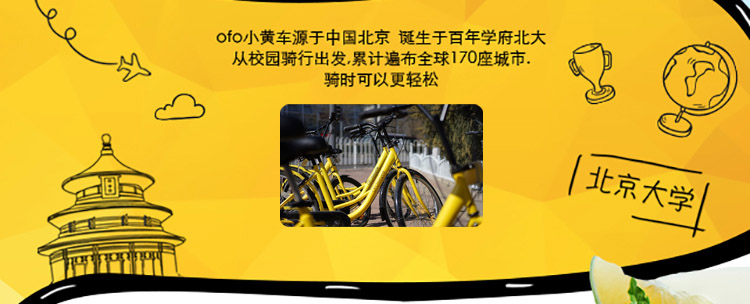 ofo小黄车源于中国北京 诞生于百年学府北大
从校园骑行出发,累计遍布全球170座城市.
骑时可以更轻松
北京大学